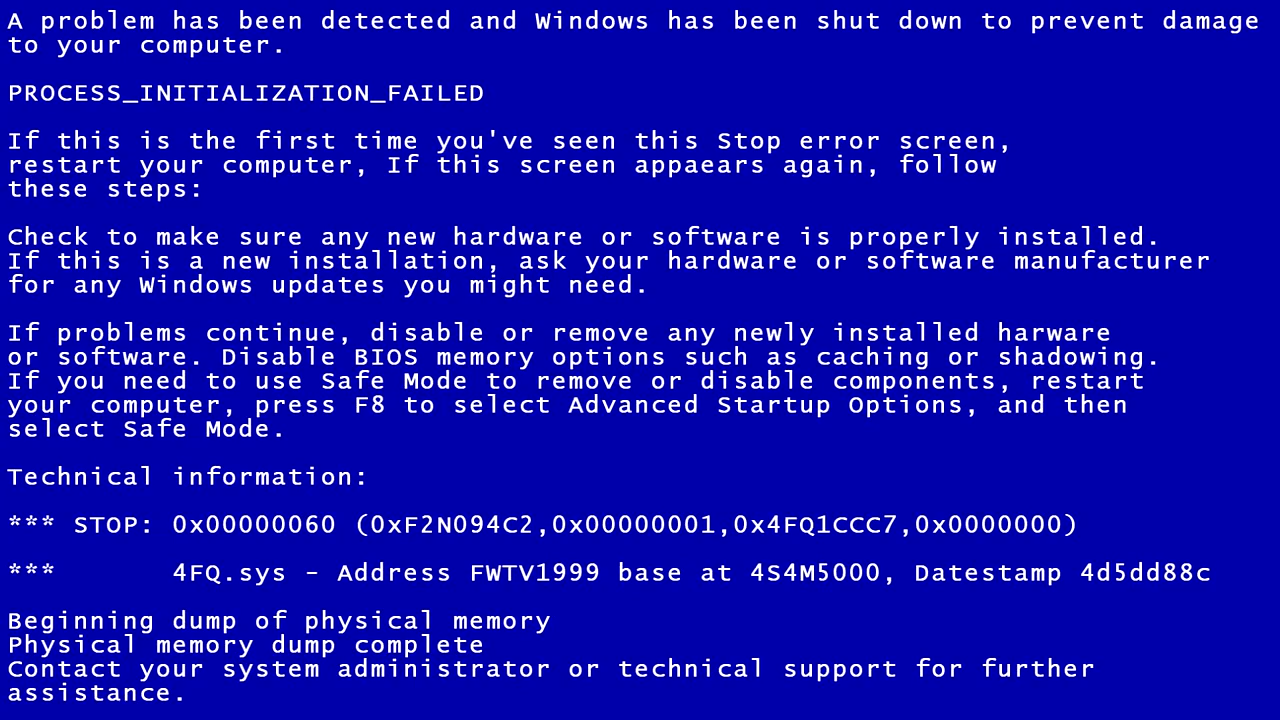 A problem has been detected and Windows has been shut down to prevent damage
to your computer.
PROCESS_INITIALIZATION_FAILED
If this is the first time you've seen this Stop error screen,
restart your computer, If this screen appaears again, follow
these steps:
Check to make sure any new hardware or software is properly installed.
If this is a new installation, ask your hardware or software manufacturer
for any Windows updates you might need.
If problems continue, disable or remove any newly installed harware
or software. Disable BIOS memory options such as caching or shadowing.
If you need to use Safe Mode to remove or disable components, restart
your computer, press F8 to select Advanced Startup Options, and then
select Safe Mode.
Technical information:
*** STOP: 0x00000060 (0xF2N094C2,0x00000001,0x4FQ1CCC7,0x0000000)
*** 4FQ.sys - Address FWTV1999 base at 4S4M5000, Datestamp 4d5dd88c
Beginning dump of physical memory
Physical memory dump complete
Contact your system administrator or technical support for further
assistance.